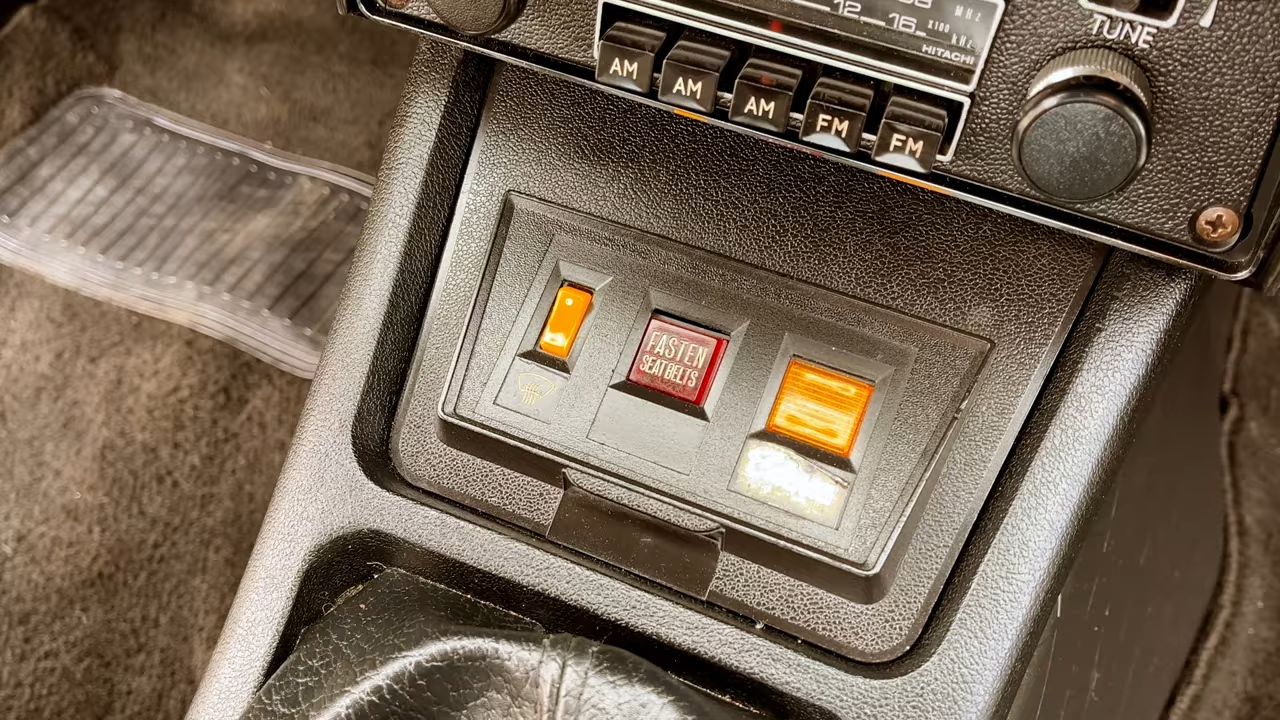 12 16 X100 kHz
MHz
HITACHI
TUNE
AM AM AM FM FM
FASTEN
SEAT BELTS